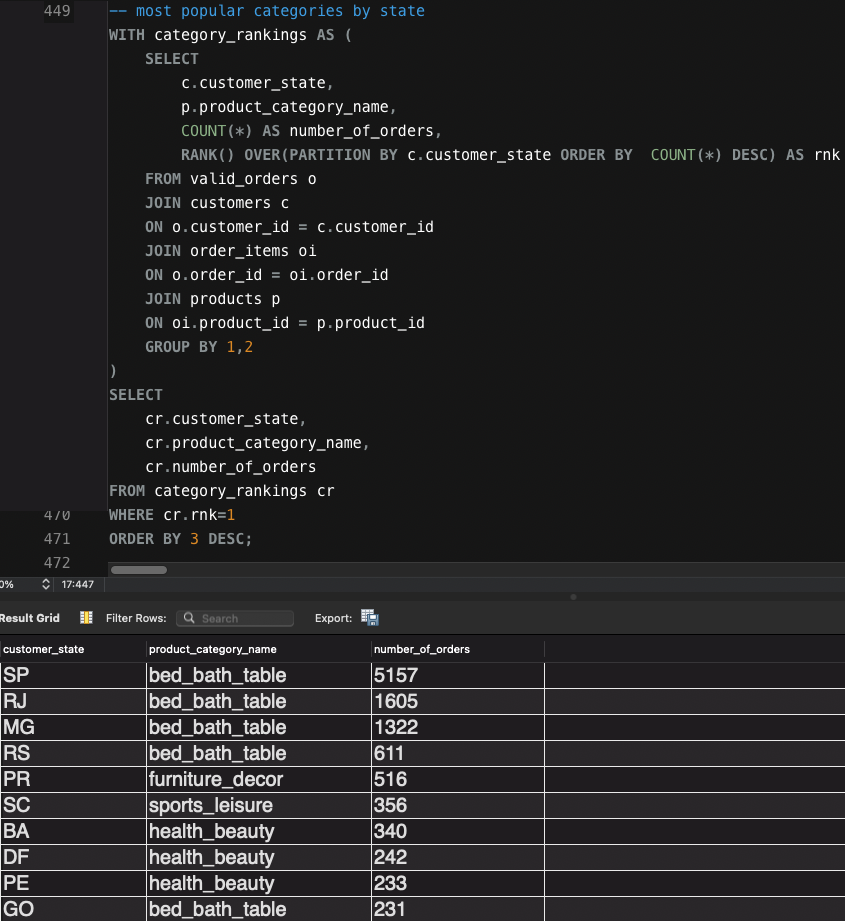 449 -- most popular categories by state
WITH category_rankings AS (
SELECT
c.customer_state,
p.product_category_name,
COUNT(*) AS number_of_orders,
RANK() OVER(PARTITION BY c.customer_state ORDER BY  COUNT(*) DESC) AS rnk
FROM valid_orders o
JOIN customers c
ON o.customer_id = c.customer_id
JOIN order_items oi
ON o.order_id = oi.order_id
JOIN products p
ON oi.product_id = p.product_id
GROUP BY 1,2
)
SELECT
cr.customer_state,
cr.product_category_name,
cr.number_of_orders
FROM category_rankings cr
470 WHERE cr.rnk=1
471 ORDER BY 3 DESC;
472
0% 17:447
Result Grid Filter Rows: Search Export:
customer_state product_category_name number_of_orders
SP bed_bath_table 5157
RJ bed_bath_table 1605
MG bed_bath_table 1322
RS bed_bath_table 611
PR furniture_decor 516
SC sports_leisure 356
BA health_beauty 340
DF health_beauty 242
PE health_beauty 233
GO bed_bath_table 231